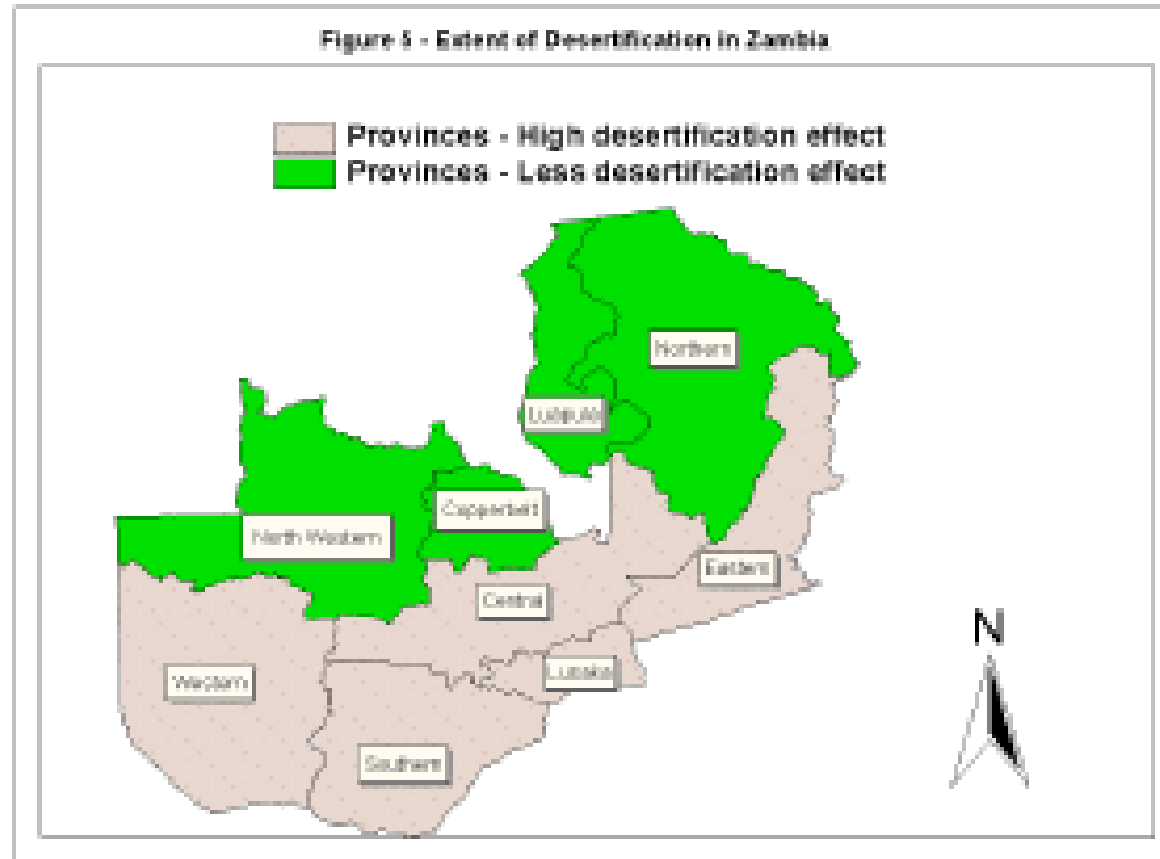 Figure 5 - Extent of Desertification in Zambia
Provinces - High desertification effect
Provinces - Less desertification effect
Northern
Luapula
Copperbelt
North Western
Eastern
Central
Lusaka
Western
Southern
N